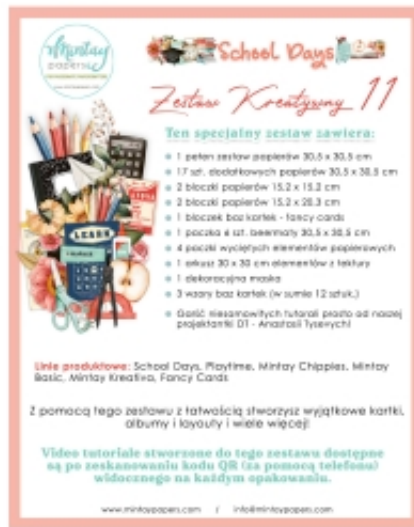 mintay
papers
School Days
Zestaw Kreatywny 11
Ten specjalny zestaw zawiera:
1 pełen zestaw papierów 30,5 x 30,5 cm
17 szt. dodatkowych papierów 30,5 x 30,5 cm
2 bloczki papierów 15.2 x 15.2 cm
2 bloczki papierów 15.2 x 20.3 cm
1 bloczek baz kartek - fancy cards
1 paczka 6 szt. beermaty 30,5 x 30,5 cm
4 paczki wyciętych elementów papierowych
1 arkusz 30 x 30 cm elementów z tektury
1 dekoracyjna maska
3 wzory baz kartek (w sumie 12 sztuk.)
Garść niesamowitych tutoriali prosto od naszej
projektantki DT - Anastasii Tysevych!
LEARN
Linie produktowe: School Days, Playtime, Mintay Chippies, Mintay
Basic, Mintay Kreativa, Fancy Cards
Z pomocą tego zestawu z łatwością stworzysz wyjątkowe kartki,
albumy i layouty i wiele więcej!
Video tutoriale stworzone do tego zestawu dostępne
są po zeskanowaniu kodu QR (za pomocą telefonu)
widocznego na każdym opakowaniu.
www.mintaypapers.com / info@mintaypapers.com